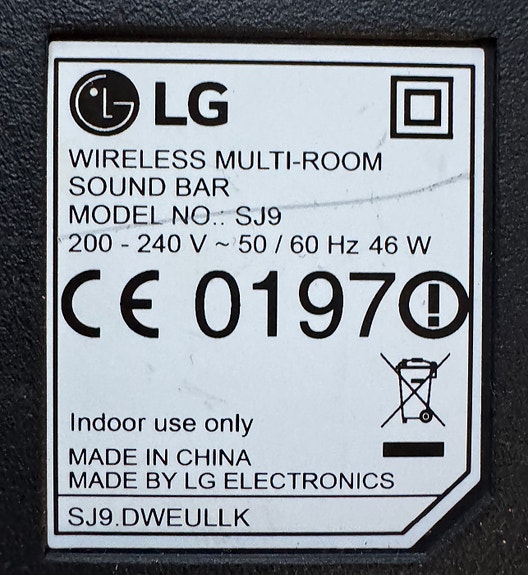 LG
WIRELESS MULTI-ROOM
SOUND BAR
MODEL NO.: SJ9
200 - 240 V ~ 50 / 60 Hz 46 W
CE 0197
Indoor use only
MADE IN CHINA
MADE BY LG ELECTRONICS
SJ9.DWEULLK